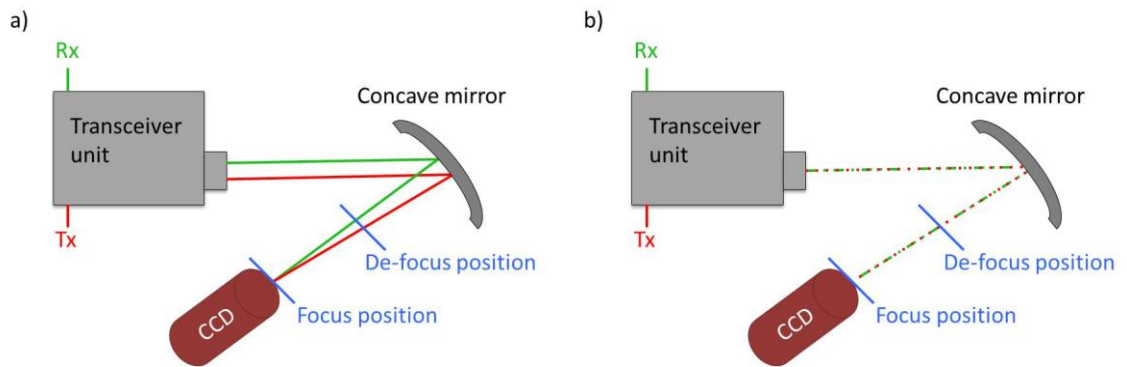 a)
Rx
Transceiver
unit
Concave mirror
Tx
De-focus position
Focus position
CCD
b)
Rx
Transceiver
unit
Concave mirror
Tx
De-focus position
Focus position
CCD